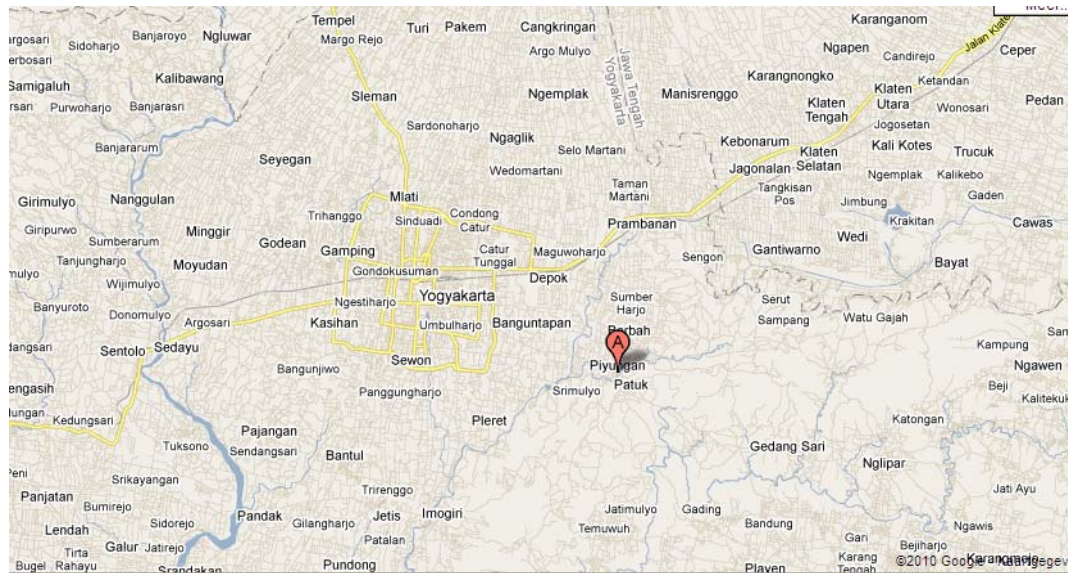 Tempel
Turi
Pakem
Cangkringan
Karanganom
Banjaroyo
Ngluwar
Margo Rejo
Argo Mulyo
Jalan
Sidoharjo
Ngapen
Ceper
Candirejo
Jawa Tengah
Yogyakarta
Kalibawang
Karangnongko
Ketandan
Samigaluh
Sleman
Ngemplak
Manisrenggo
Klaten
Utara
Pedan
Purwoharjo
Banjarasri
Klaten
Tengah
Wonosari
Sardonoharjo
Jogosetan
Ngaglik
Kebonarum
Kali Kotes
Banjararum
Selo Martani
Klaten
Selatan
Trucuk
Seyegan
Wedomartani
Jagonalan
Ngemplak
Kalikebo
Taman
Martani
Tangkisan
Pos
Gaden
Nanggulan
Mlati
Jimbung
Girimulyo
Trihanggo
Sinduadi
Condong
Catur
Prambanan
Krakitan
Cawas
Giripurwo
Minggir
Wedi
Sumberarum
Godean
Gamping
Catur
Tunggal
Maguwoharjo
Sengon
Gantiwarno
Tanjungharjo
Moyudan
Gondokusuman
Depok
Bayat
Wijimulyo
Ngestiharjo
Yogyakarta
Sumber
Harjo
Serut
Banyuroto
Donomulyo
Argosari
Kasihan
Umbulharjo
Banguntapan
Sampang
Watu Gajah
Berbah
A
Sentolo
Sedayu
Sewon
Piyungan
Kampung
Bangunjiwo
Ngawen
Panggungharjo
Srimulyo
Patuk
Beji
Kedungsari
Pleret
Katongan
Pajangan
Tuksono
Sendangsari
Bantul
Gedang Sari
Nglipar
Srikayangan
Trirenggo
Jati Ayu
Panjatan
Bumirejo
Pandak
Gilangharjo
Jetis
Imogiri
Jatimulyo
Gading
Lendah
Sidorejo
Temuwuh
Bandung
Ngawis
Patalan
Gari
Tirta
Rahayu
Galur
Jatirejo
Bejiharjo
Bugel
Srandakan
Pundong
Playen
Karang
Tengah
©2010 Google